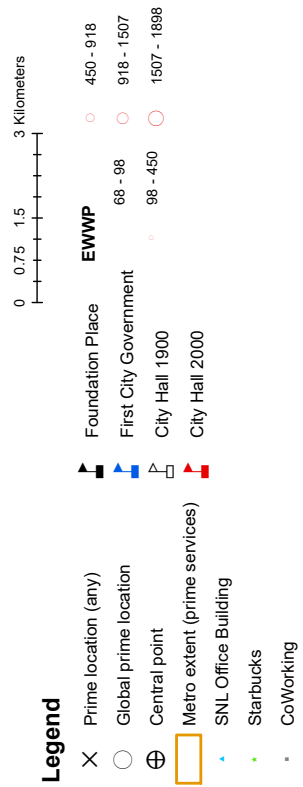 Legend
Prime location (any)
Global prime location
Central point
Metro extent (prime services)
SNL Office Building
Starbucks
CoWorking
Foundation Place
First City Government
City Hall 1900
City Hall 2000
0 0.75 1.5 3 Kilometers
EWWP
68 - 98
98 - 450
450 - 918
918 - 1507
1507 - 1898